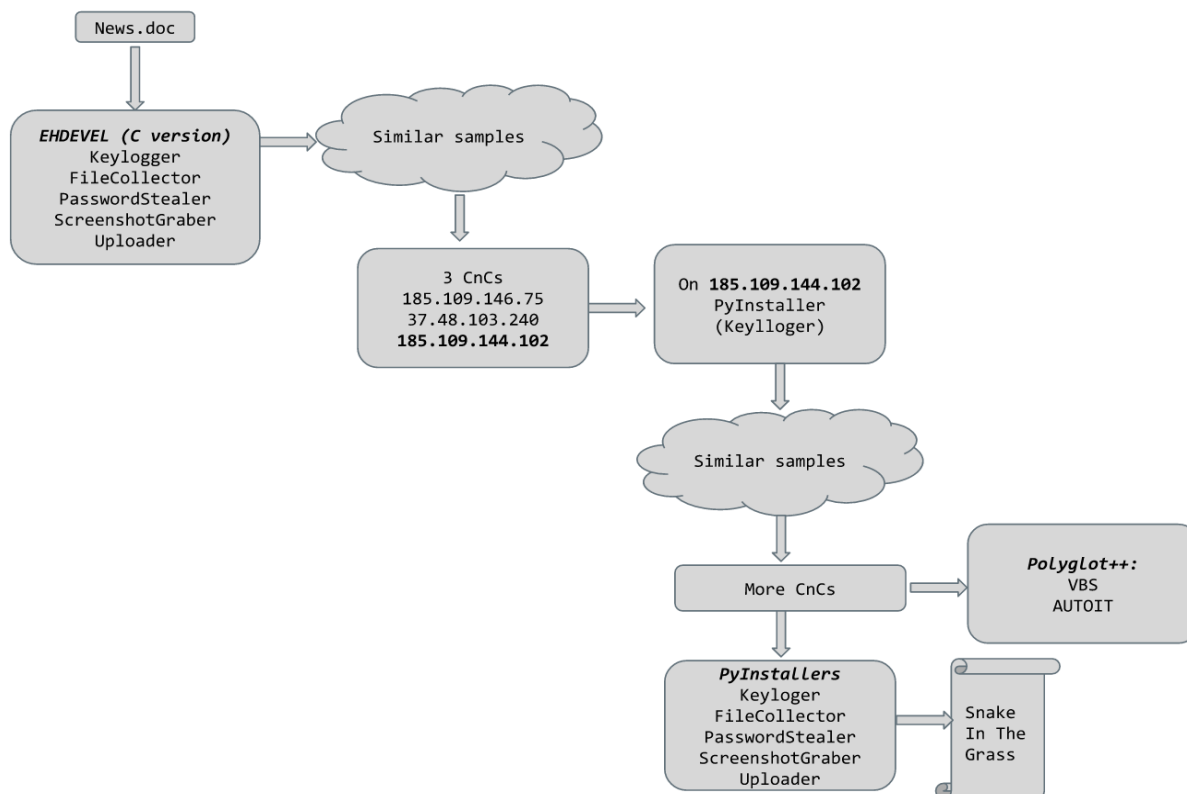 News.doc
EHDEVEL (C version)
Keylogger
FileCollector
PasswordStealer
ScreenshotGraber
Uploader
Similar samples
3 CnCs
185.109.146.75
37.48.103.240
185.109.144.102
On 185.109.144.102
PyInstaller
(Keylloger)
Similar samples
More CnCs
Polyglot++:
VBS
AUTOIT
PyInstallers
Keyloger
FileCollector
PasswordStealer
ScreenshotGraber
Uploader
Snake
In The
Grass